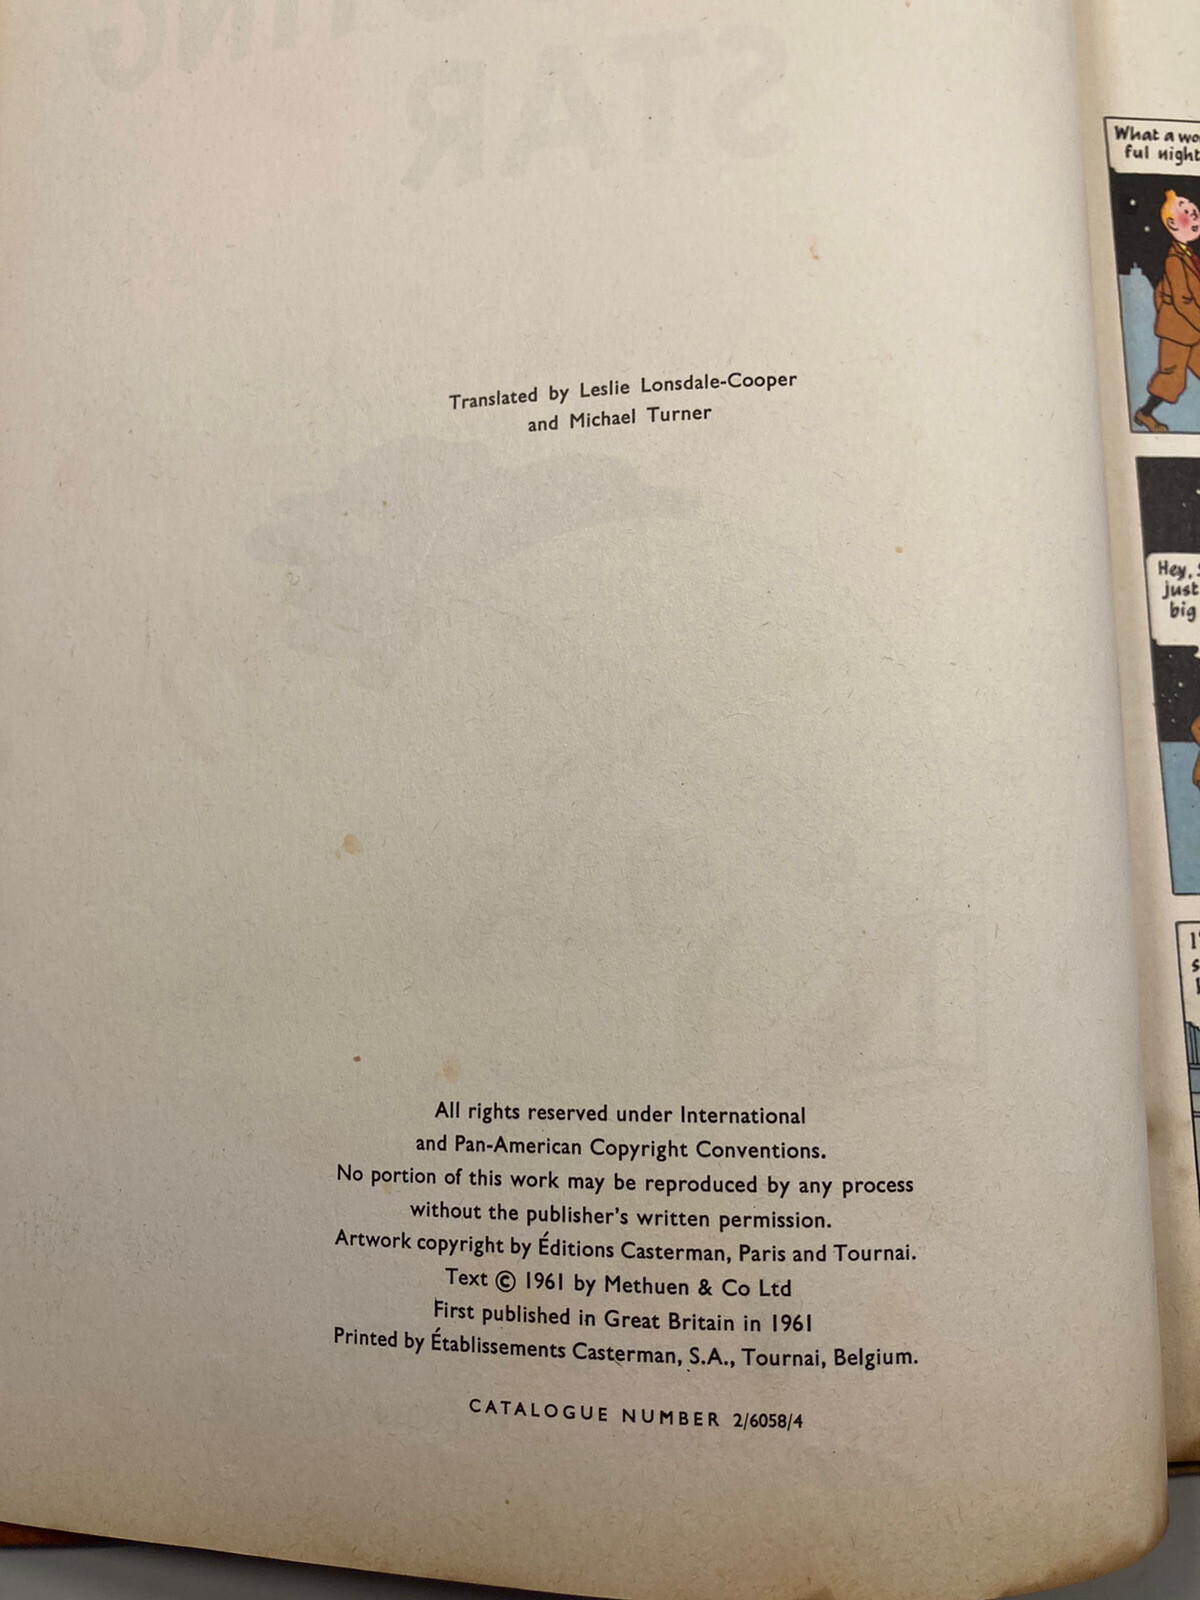 TING
STAR
Translated by Leslie Lonsdale-Cooper
and Michael Turner
All rights reserved under International
and Pan-American Copyright Conventions.
No portion of this work may be reproduced by any process
without the publisher's written permission.
Artwork copyright by Éditions Casterman, Paris and Tournai.
Text © 1961 by Methuen & Co Ltd
First published in Great Britain in 1961
Printed by Établissements Casterman, S.A., Tournai, Belgium.
CATALOGUE NUMBER 2/6058/4
What a wo
ful night
Hey,
just
big